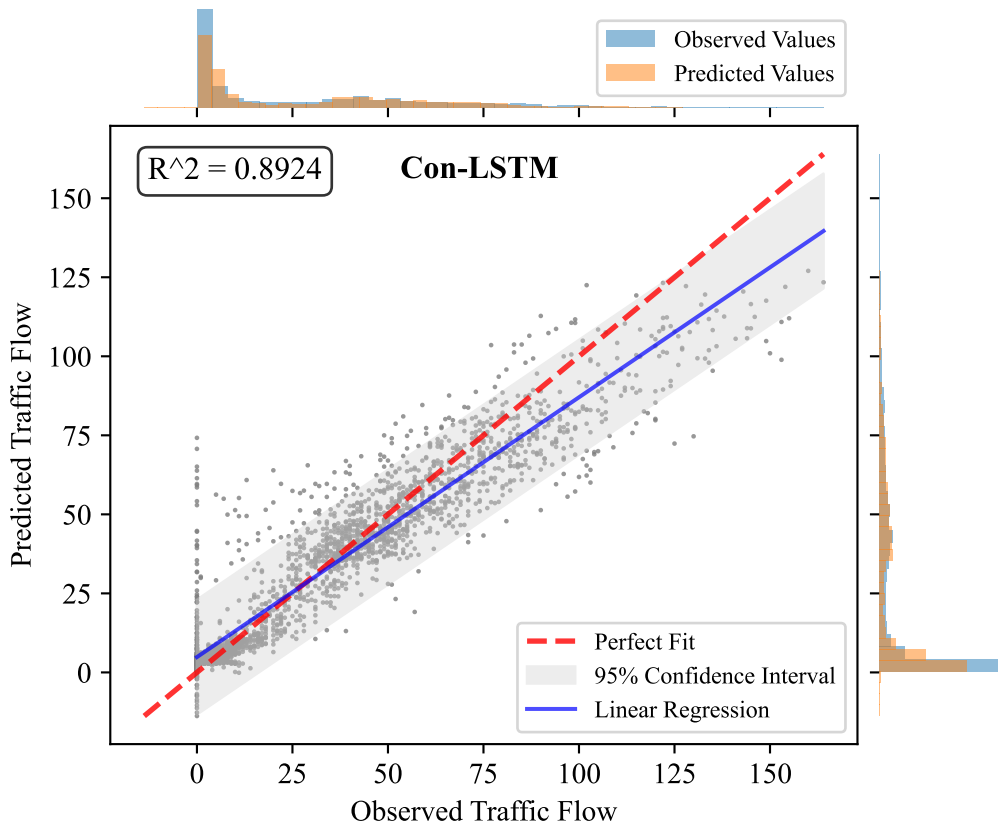 Observed Values
Predicted Values
R^2 = 0.8924
Con-LSTM
150
125
100
75
50
25
0
Predicted Traffic Flow
Perfect Fit
95% Confidence Interval
Linear Regression
0 25 50 75 100 125 150
Observed Traffic Flow